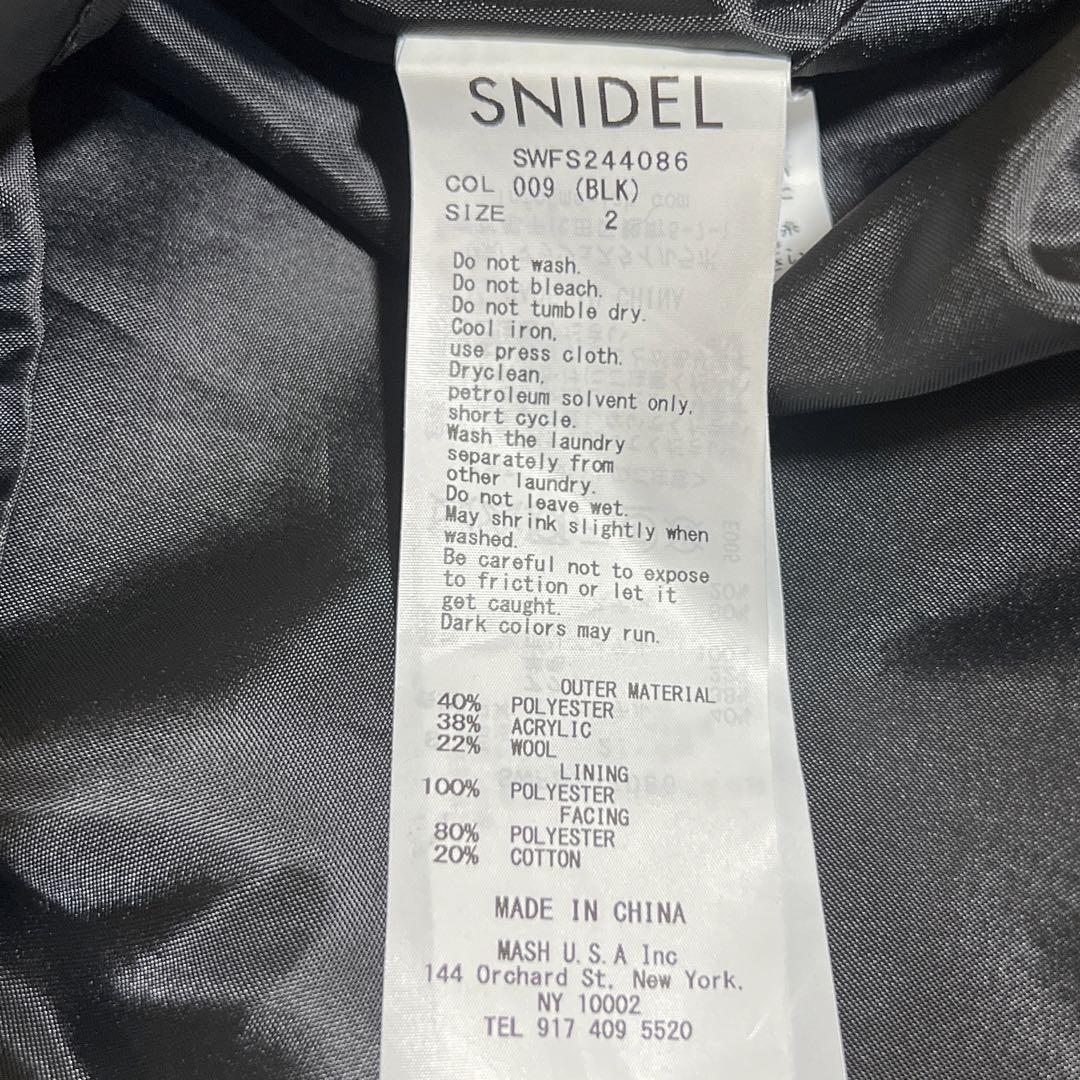 SNIDEL
SWFS244086
COL 009 (BLK)
SIZE 2
Do not wash.
Do not bleach.
Do not tumble dry.
Cool iron,
use press cloth.
Dryclean,
petroleum solvent only,
short cycle.
Wash the laundry
separately from
other laundry.
Do not leave wet.
May shrink slightly when
washed.
Be careful not to expose
to friction or let it
get caught.
Dark colors may run.
OUTER MATERIAL
40% POLYESTER
38% ACRYLIC
22% WOOL
LINING
100% POLYESTER
FACING
80% POLYESTER
20% COTTON
MADE IN CHINA
MASH U.S.A Inc
144 Orchard St, New York,
NY 10002
TEL 917 409 5520